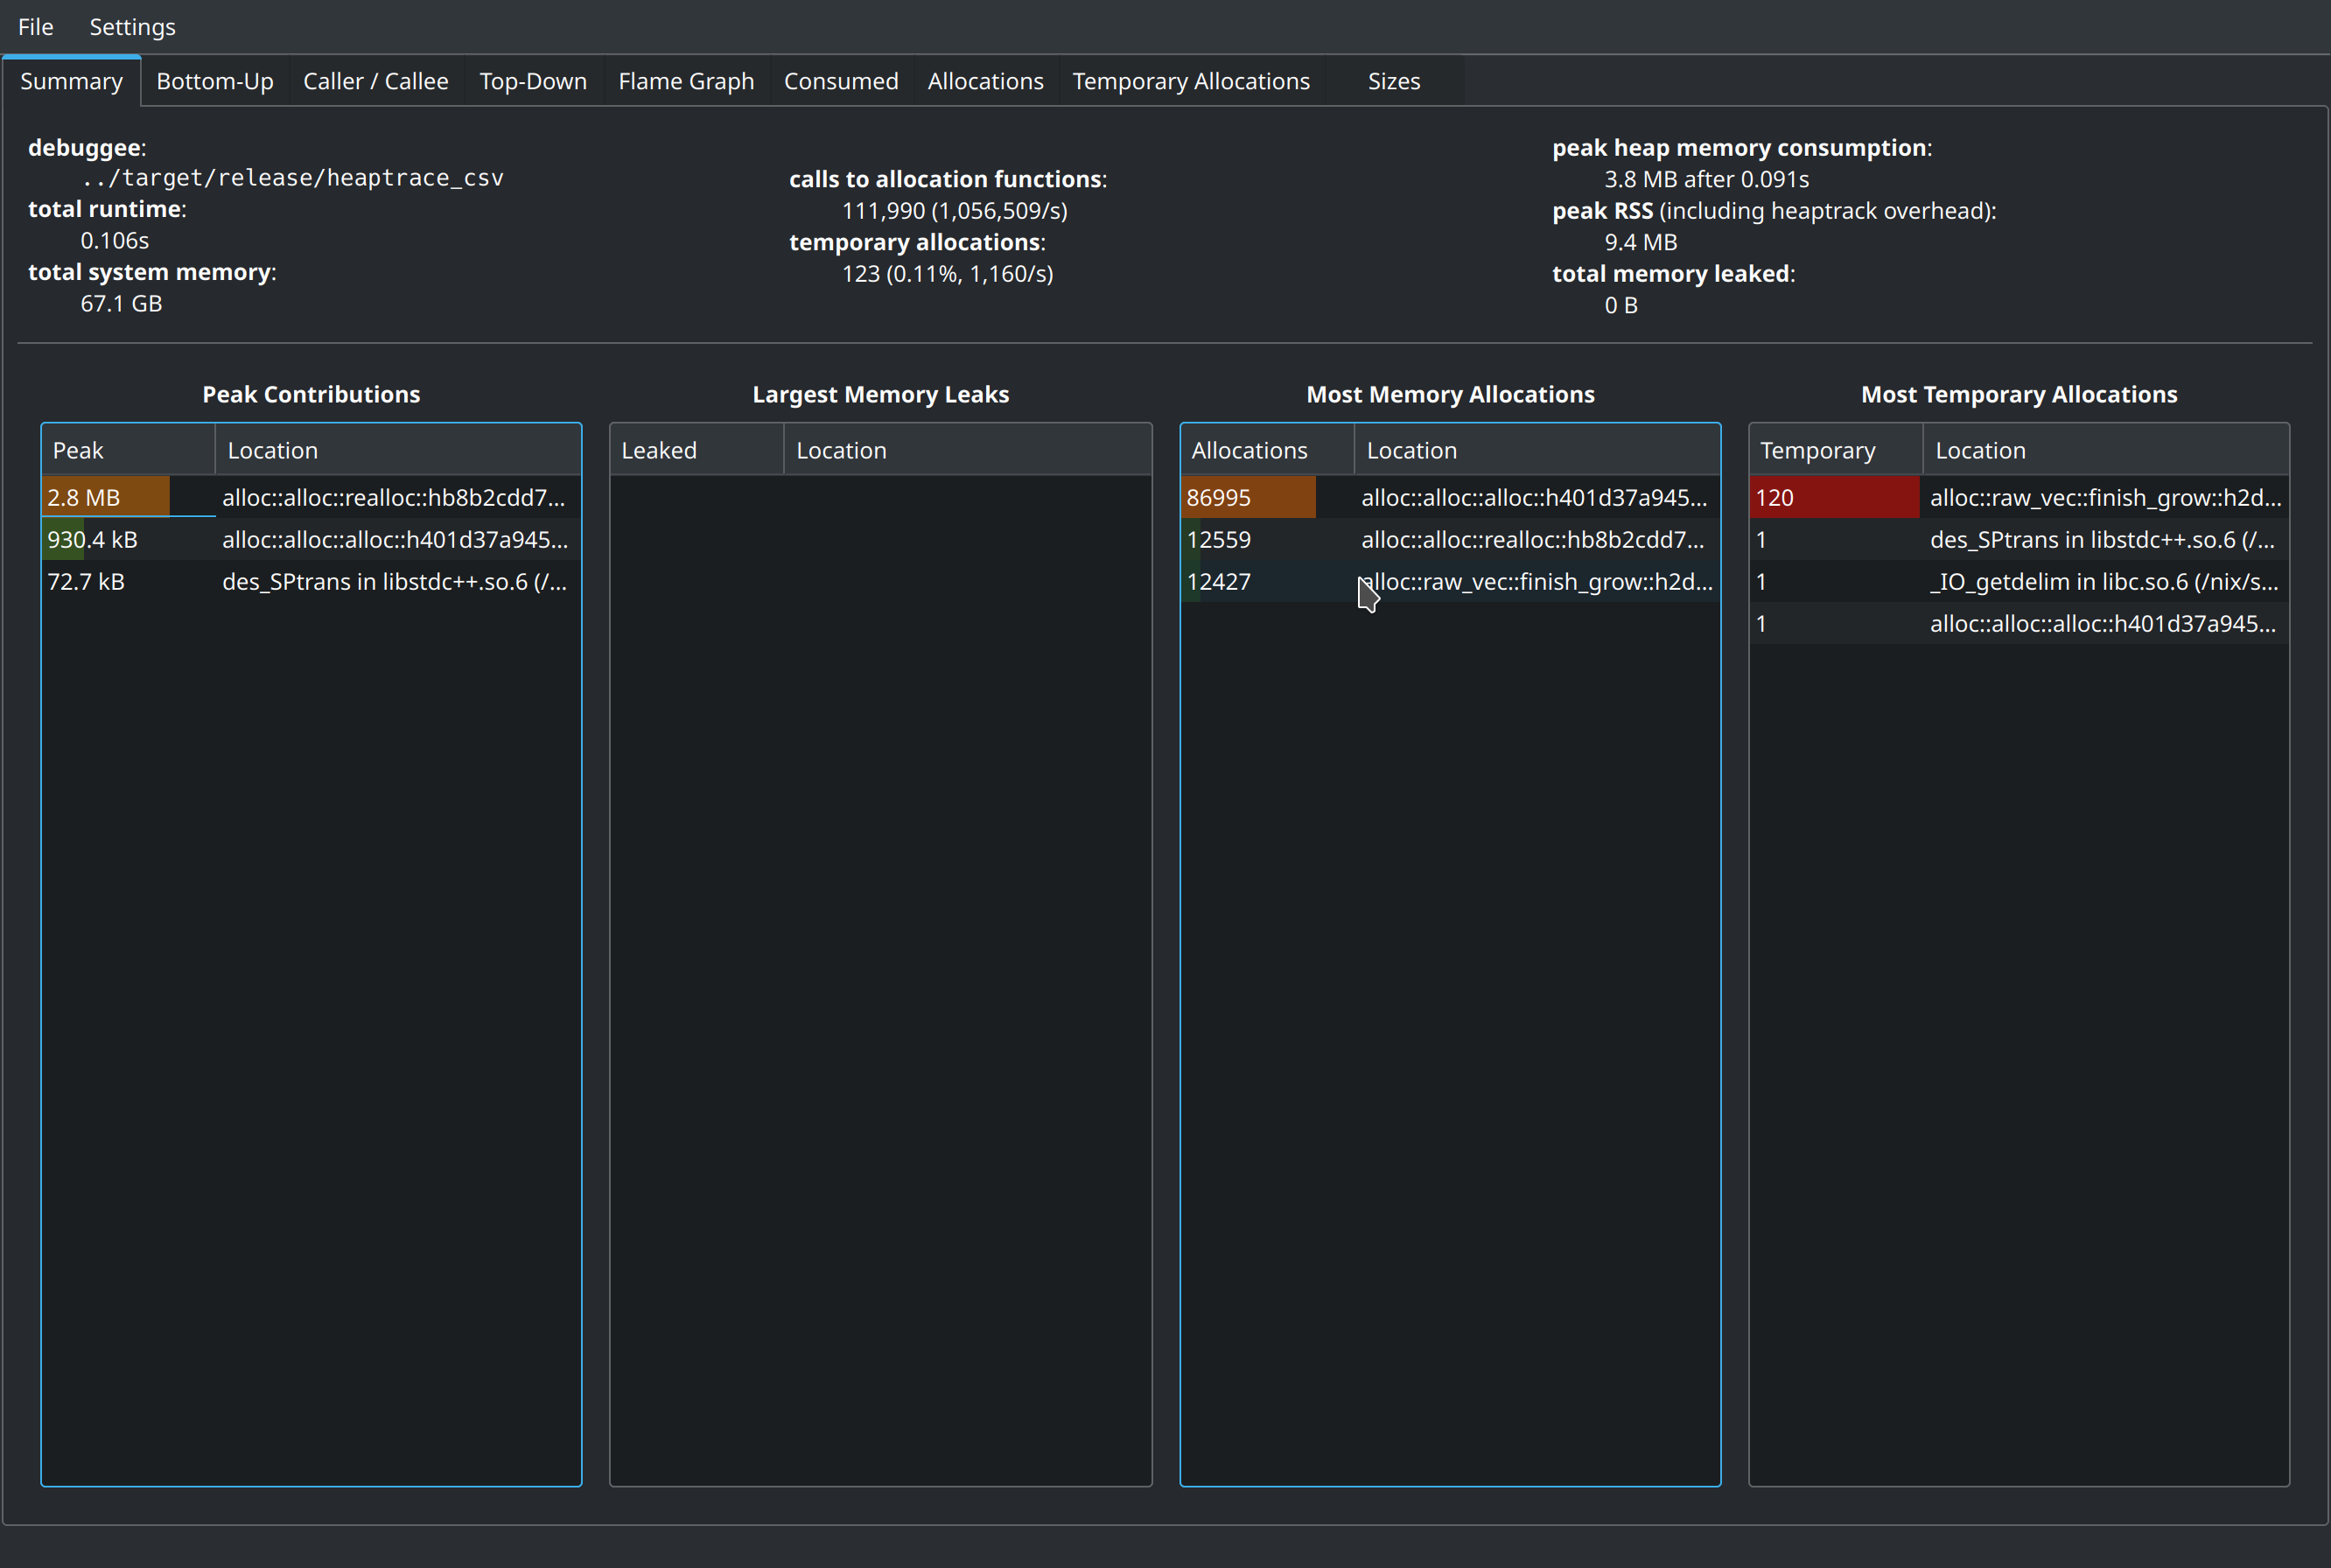 File Settings
Summary Bottom-Up Caller / Callee Top-Down Flame Graph Consumed Allocations Temporary Allocations Sizes
debuggee:
../target/release/heaptrace_csv
total runtime:
0.106s
total system memory:
67.1 GB
calls to allocation functions:
111,990 (1,056,509/s)
temporary allocations:
123 (0.11%, 1,160/s)
peak heap memory consumption:
3.8 MB after 0.091s
peak RSS (including heaptrack overhead):
9.4 MB
total memory leaked:
0 B
Peak Contributions
Peak Location
2.8 MB alloc::alloc::realloc::hb8b2cdd7...
930.4 kB alloc::alloc::alloc::h401d37a945...
72.7 kB des_SPtrans in libstdc++.so.6 (/...
Largest Memory Leaks
Leaked Location
Most Memory Allocations
Allocations Location
86995 alloc::alloc::alloc::h401d37a945...
12559 alloc::alloc::realloc::hb8b2cdd7...
12427 alloc::raw_vec::finish_grow::h2d...
Most Temporary Allocations
Temporary Location
120 alloc::raw_vec::finish_grow::h2d...
1 des_SPtrans in libstdc++.so.6 (/...
1 _IO_getdelim in libc.so.6 (/nix/s...
1 alloc::alloc::alloc::h401d37a945...